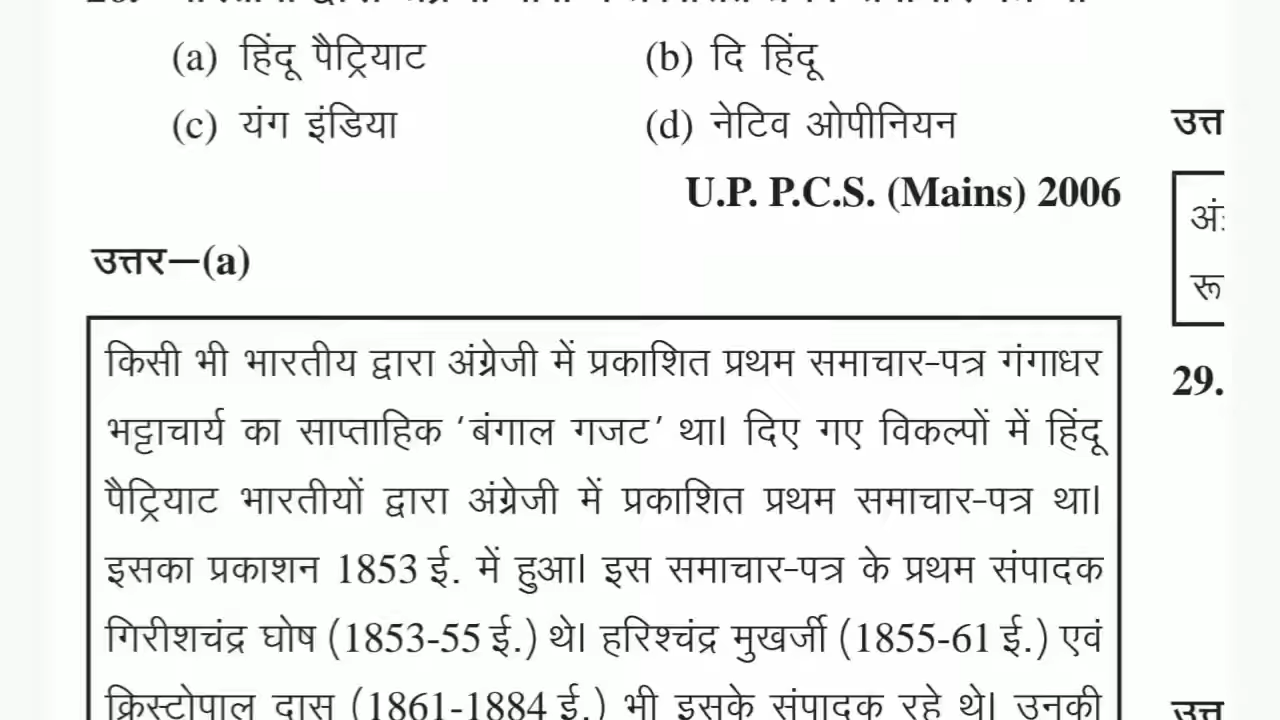 (a) हिंदू पैट्रियाट (b) दि हिंदू
(c) यंग इंडिया (d) नेटिव ओपीनियन
U.P. P.C.S. (Mains) 2006
उत्तर—(a)
किसी भी भारतीय द्वारा अंग्रेजी में प्रकाशित प्रथम समाचार-पत्र गंगाधर
भट्टाचार्य का साप्ताहिक ‘बंगाल गजट’ था। दिए गए विकल्पों में हिंदू
पैट्रियाट भारतीयों द्वारा अंग्रेजी में प्रकाशित प्रथम समाचार-पत्र था।
इसका प्रकाशन 1853 ई. में हुआ। इस समाचार-पत्र के प्रथम संपादक
गिरीशचंद्र घोष (1853-55 ई.) थे। हरिश्चंद्र मुखर्जी (1855-61 ई.) एवं
क्रिस्टोपाल दास (1861-1884 ई.) भी इसके संपादक रहे थे। उनकी
उत्त
रू
29.
उत्त